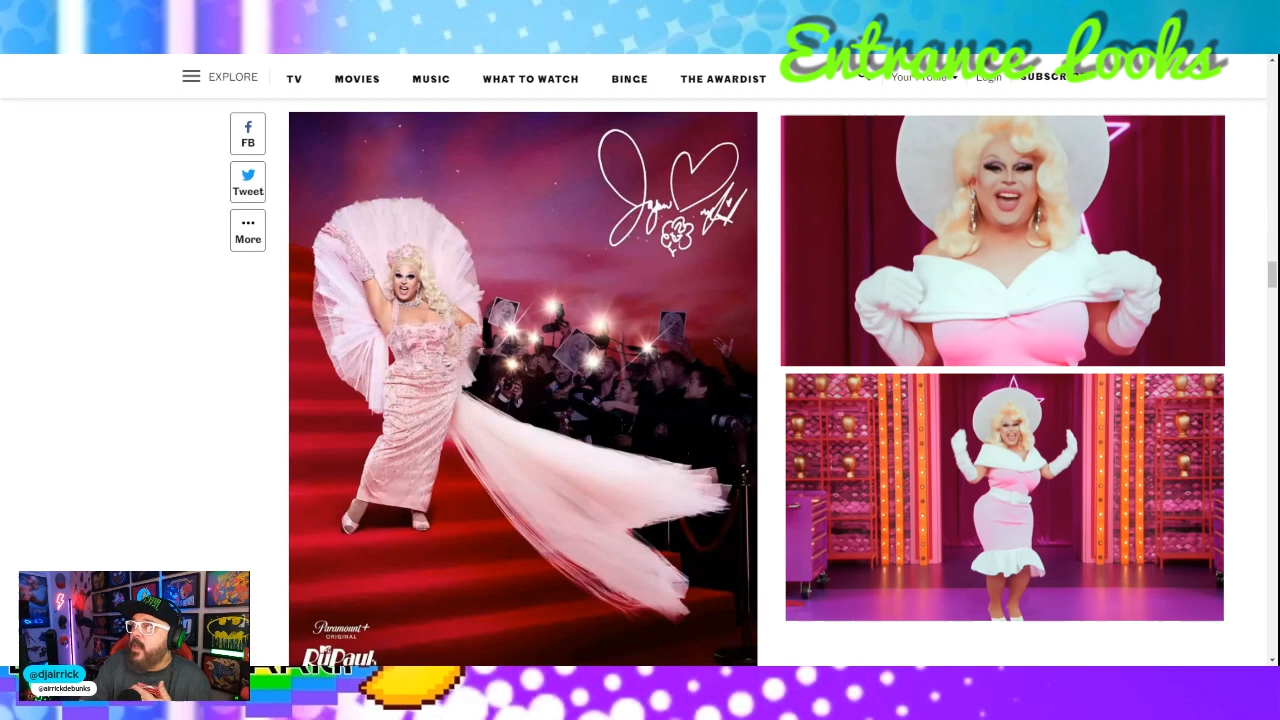 Entrance Looks
EXPLORE
TV
MOVIES
MUSIC
WHAT TO WATCH
BINGE
THE AWARDIST
Your Profile
Login
FB
Tweet
More
Paramount+
ORIGINAL
MTV
RuPaul
@djairrick
@airrickdebunks